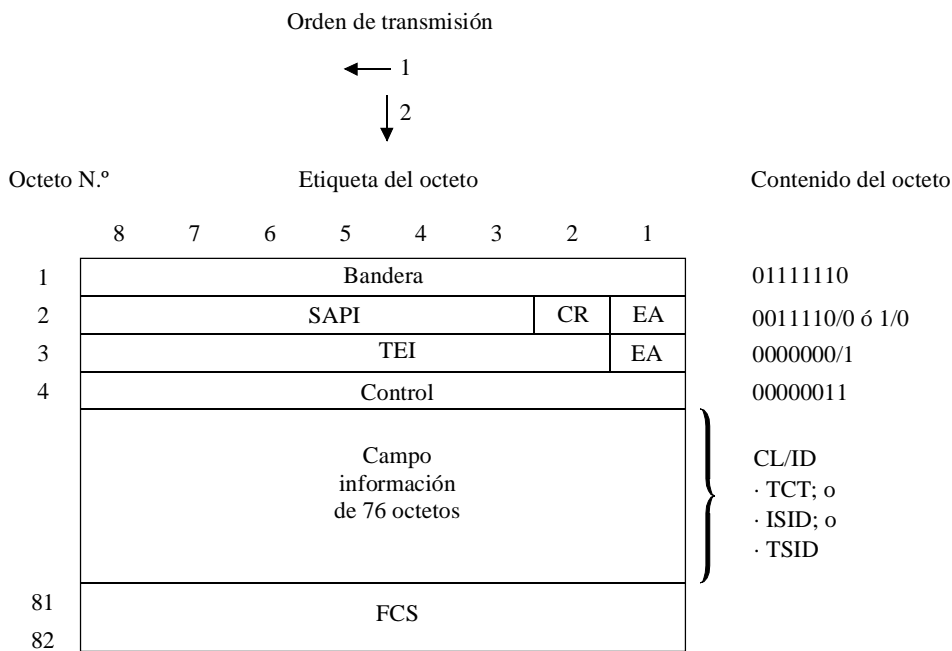 Orden de transmisión
1
2
Octeto N.º Etiqueta del octeto Contenido del octeto
8 7 6 5 4 3 2 1
1 Bandera 01111110
2 SAPI CR EA 0011110/0 ó 1/0
3 TEI EA 0000000/1
4 Control 00000011
Campo
información
de 76 octetos
CL/ID
· TCT; o
· ISID; o
· TSID
81
FCS
82